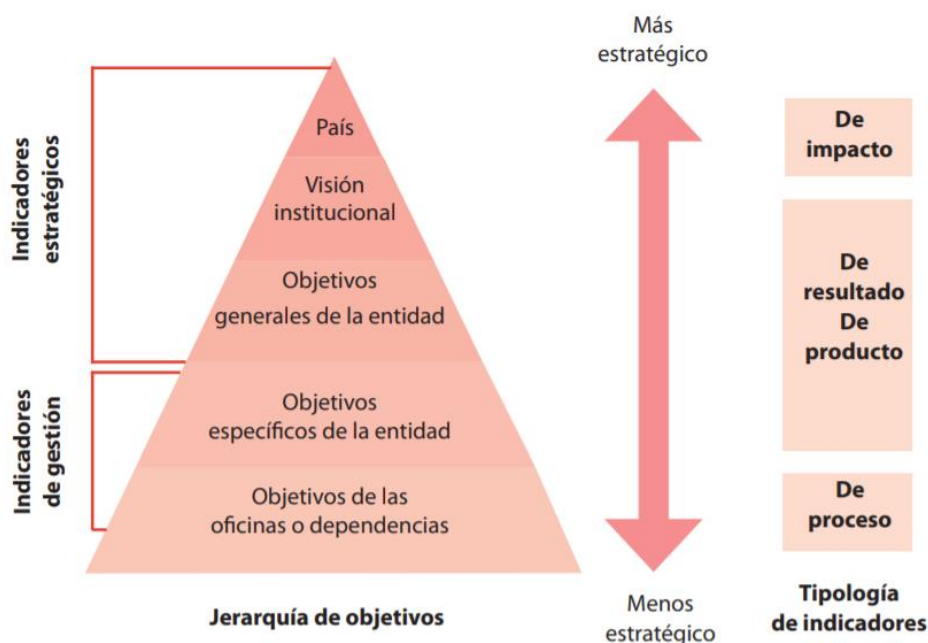 Indicadores
estratégicos
Indicadores
de gestión
País
Visión
institucional
Objetivos
generales de la entidad
Objetivos
específicos de la entidad
Objetivos de las
oficinas o dependencias
Jerarquía de objetivos
Más
estratégico
Menos
estratégico
De
impacto
De
resultado
De
producto
De
proceso
Tipología
de indicadores